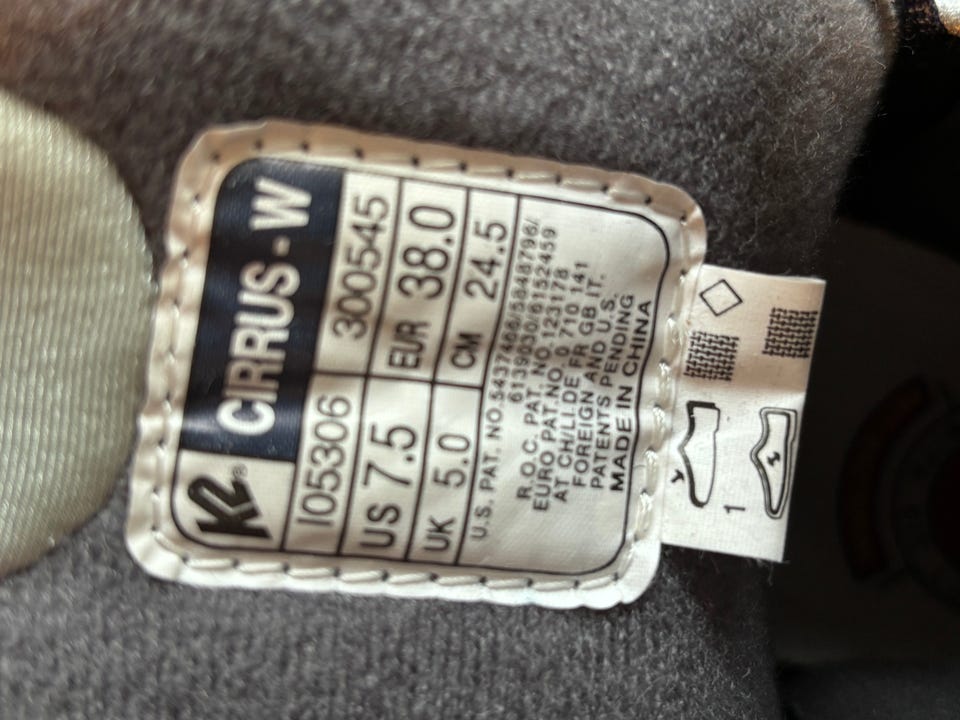 K2® CIRRUS - W
I05306 300545
US 7.5 EUR 38.0
UK 5.0 CM 24.5
U.S. PAT. NO.5437466/5848796/
6139030/6152459
R.O.C. PAT. NO.123178
EURO PAT.NO. 0 710 141
AT CH/LI DE FR GB IT.
FOREIGN AND U.S.
PATENTS PENDING
MADE IN CHINA
1